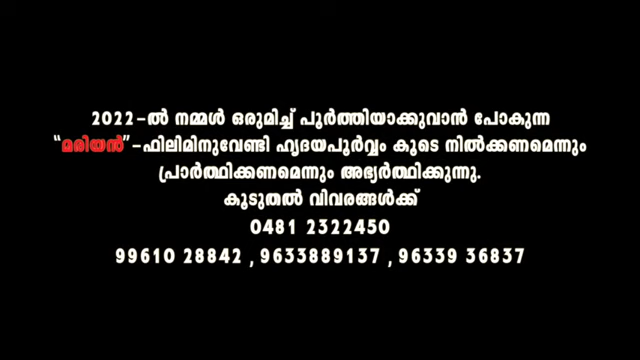 2022-ൽ നമ്മൾ ഒരുമിച്ച് പൂർത്തിയാക്കുവാൻ പോകുന്ന
"മരിയൻ"-ഫിലിമിനുവേണ്ടി ഹൃദയപൂർവ്വം കൂടെ നിൽക്കണമെന്നും
പ്രാർത്ഥിക്കണമെന്നും അഭ്യർത്ഥിക്കുന്നു.
കൂടുതൽ വിവരങ്ങൾക്ക്
0481 2322450
99610 28842 , 9633889137 , 96339 36837